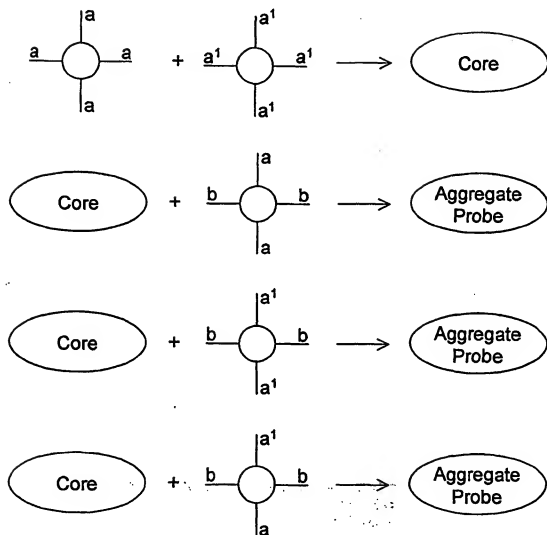 a a¹
a a + a¹ a¹ Core
a a¹
a
Core + b b Aggregate
Probe
a
a¹
Core + b b Aggregate
Probe
a¹
a¹
Core + b b Aggregate
Probe
a